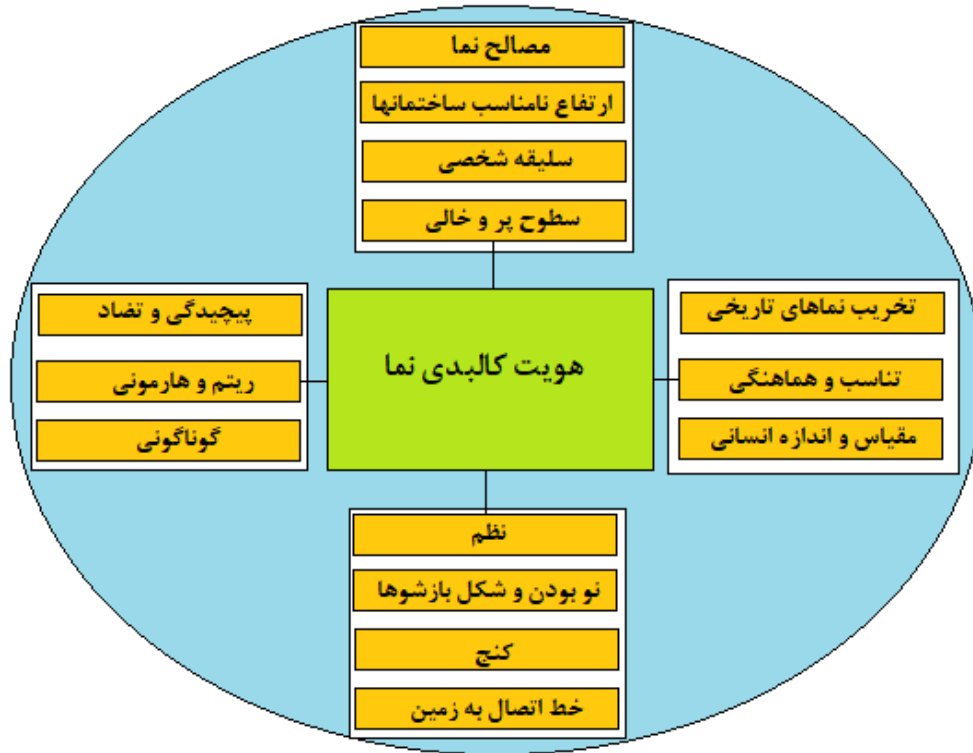 مصالح نما
ارتفاع نامناسب ساختمانها
سلیقه شخصی
سطوح پر و خالی
تخریب نماهای تاریخی
تناسب و هماهنگی
مقیاس و اندازه انسانی
هویت کالبدی نما
پیچیدگی و تضاد
ریتم و هارمونی
گوناگونی
نظم
نو بودن و شکل بازشوها
کنج
خط اتصال به زمین